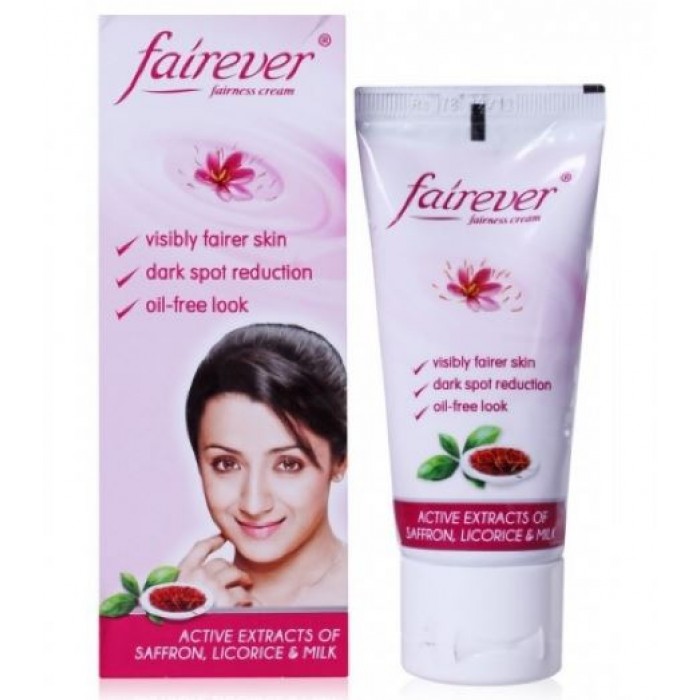 fairever®
fairness cream
visibly fairer skin
dark spot reduction
oil-free look
ACTIVE EXTRACTS OF
SAFFRON, LICORICE & MILK
fairever®
fairness cream
visibly fairer skin
dark spot reduction
oil-free look
ACTIVE EXTRACTS OF
SAFFRON, LICORICE & MILK